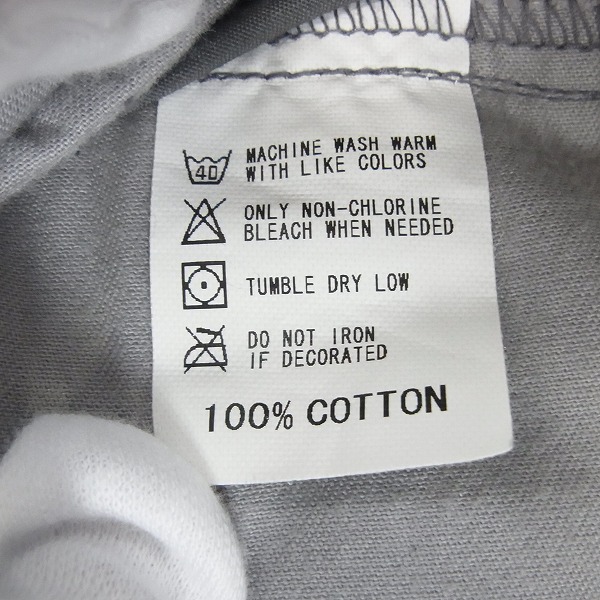 40 MACHINE WASH WARM
WITH LIKE COLORS
ONLY NON-CHLORINE
BLEACH WHEN NEEDED
TUMBLE DRY LOW
DO NOT IRON
IF DECORATED
100% COTTON